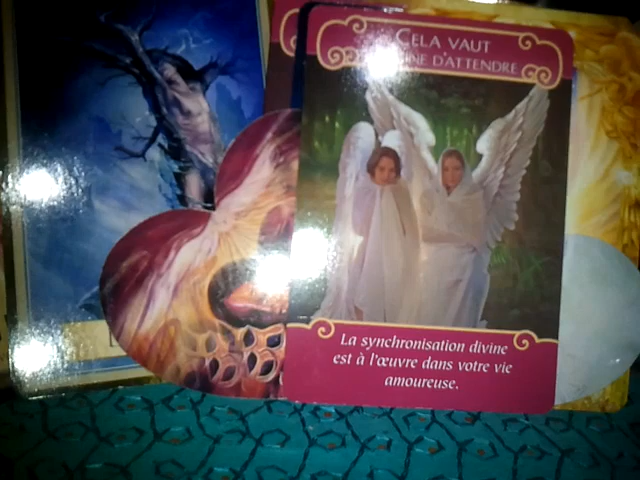 CELA VAUT
D'ATTENDRE
La synchronisation divine
est à l'œuvre dans votre vie
amoureuse.